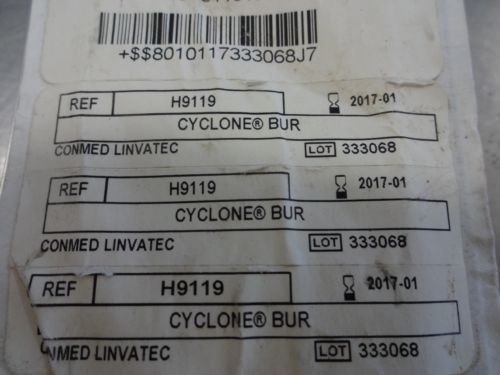 +$$8010117333068J7
REF H9119 2017-01
CYCLONE® BUR
CONMED LINVATEC LOT 333068
REF H9119 2017-01
CYCLONE® BUR
CONMED LINVATEC LOT 333068
REF H9119 2017-01
CYCLONE® BUR
NMED LINVATEC LOT 333068